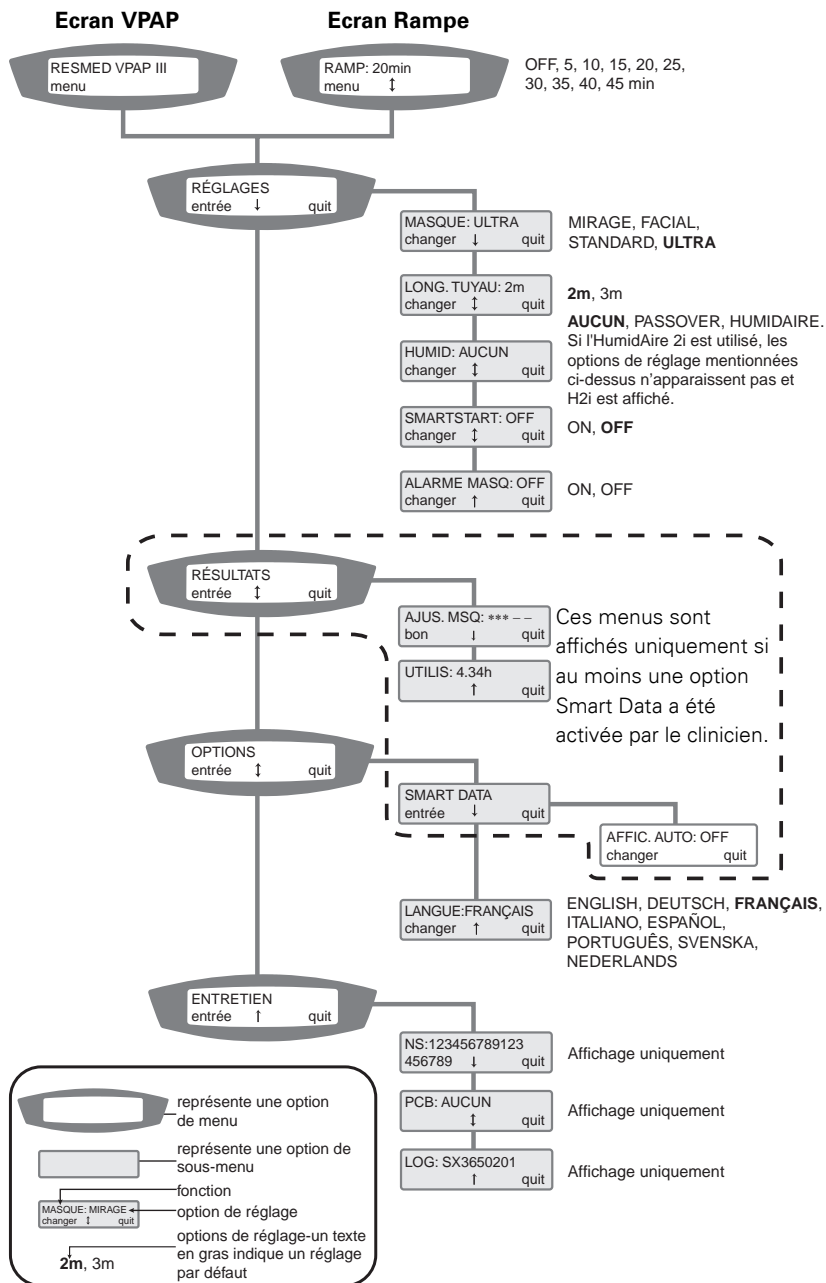 Ecran VPAP
Ecran Rampe
RESMED VPAP III
menu
RAMP: 20min
menu ↕
OFF, 5, 10, 15, 20, 25,
30, 35, 40, 45 min
RÉGLAGES
entrée ↓ quit
MASQUE: ULTRA
changer ↓ quit
MIRAGE, FACIAL,
STANDARD, ULTRA
LONG. TUYAU: 2m
changer ↕ quit
2m, 3m
HUMID: AUCUN
changer ↕ quit
AUCUN, PASSOVER, HUMIDAIRE.
Si l'HumidAire 2i est utilisé, les
options de réglage mentionnées
ci-dessus n'apparaissent pas et
H2i est affiché.
SMARTSTART: OFF
changer ↕ quit
ON, OFF
ALARME MASQ: OFF
changer ↑ quit
ON, OFF
RÉSULTATS
entrée ↕ quit
AJUS. MSQ: *** – –
bon ↓ quit
UTILIS: 4.34h
↑ quit
Ces menus sont
affichés uniquement si
au moins une option
Smart Data a été
activée par le clinicien.
OPTIONS
entrée ↕ quit
SMART DATA
entrée ↓ quit
AFFIC. AUTO: OFF
changer quit
LANGUE:FRANÇAIS
changer ↑ quit
ENGLISH, DEUTSCH, FRANÇAIS,
ITALIANO, ESPAÑOL,
PORTUGUÊS, SVENSKA,
NEDERLANDS
ENTRETIEN
entrée ↑ quit
NS:123456789123
456789 ↓ quit
Affichage uniquement
PCB: AUCUN
↕ quit
Affichage uniquement
LOG: SX3650201
↑ quit
Affichage uniquement
représente une option
de menu
représente une option de
sous-menu
fonction
MASQUE: MIRAGE
changer ↕ quit
option de réglage
options de réglage-un texte
en gras indique un réglage
par défaut
2m, 3m